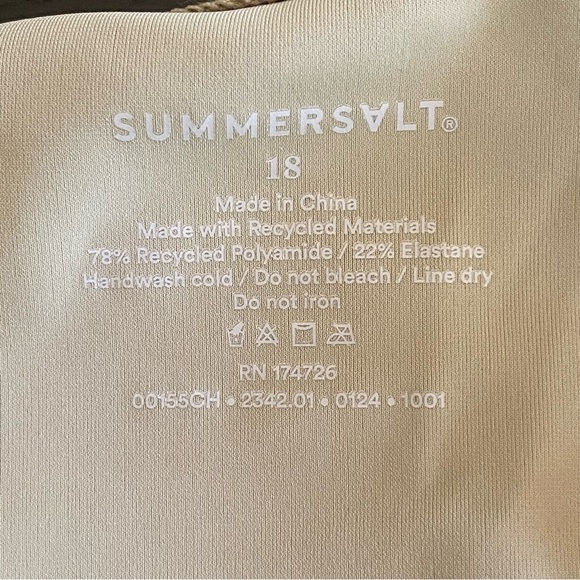 SUMMERSALT®
18
Made in China
Made with Recycled Materials
78% Recycled Polyamide / 22% Elastane
Handwash cold / Do not bleach / Line dry
Do not iron
RN 174726
00155CH • 2342.01 • 0124 • 1001